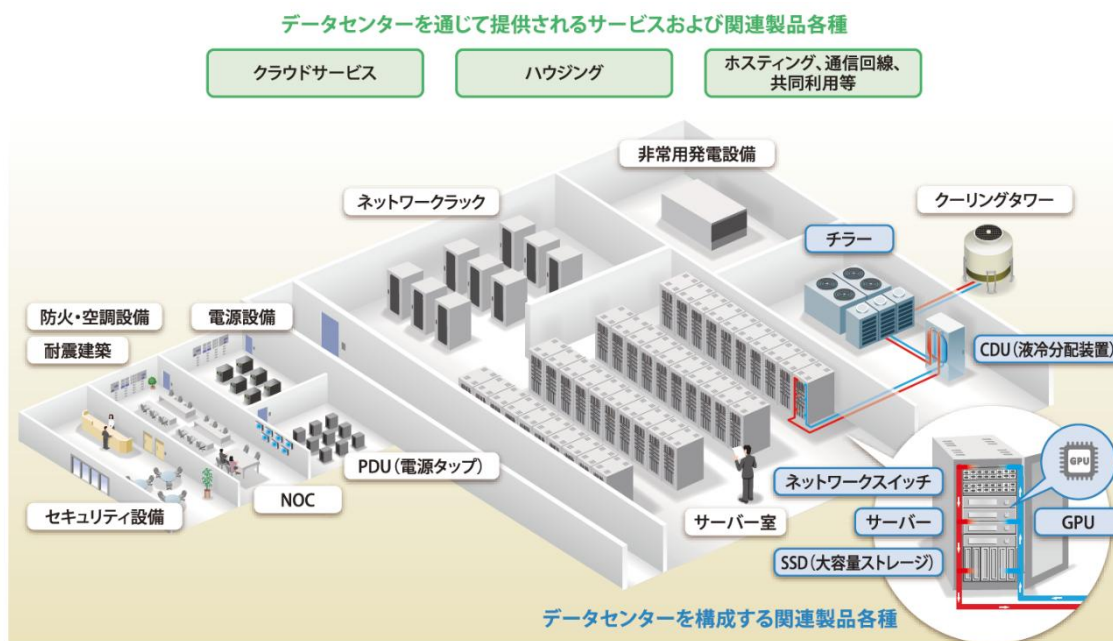 データセンターを通じて提供されるサービスおよび関連製品各種
クラウドサービス
ハウジング
ホスティング、通信回線、
共同利用等
非常用発電設備
ネットワークラック
クーリングタワー
チラー
防火・空調設備
電源設備
耐震建築
CDU(液冷分配装置)
GPU
PDU(電源タップ)
ネットワークスイッチ
NOC
セキュリティ設備
サーバー室
サーバー
GPU
SSD(大容量ストレージ)
データセンターを構成する関連製品各種